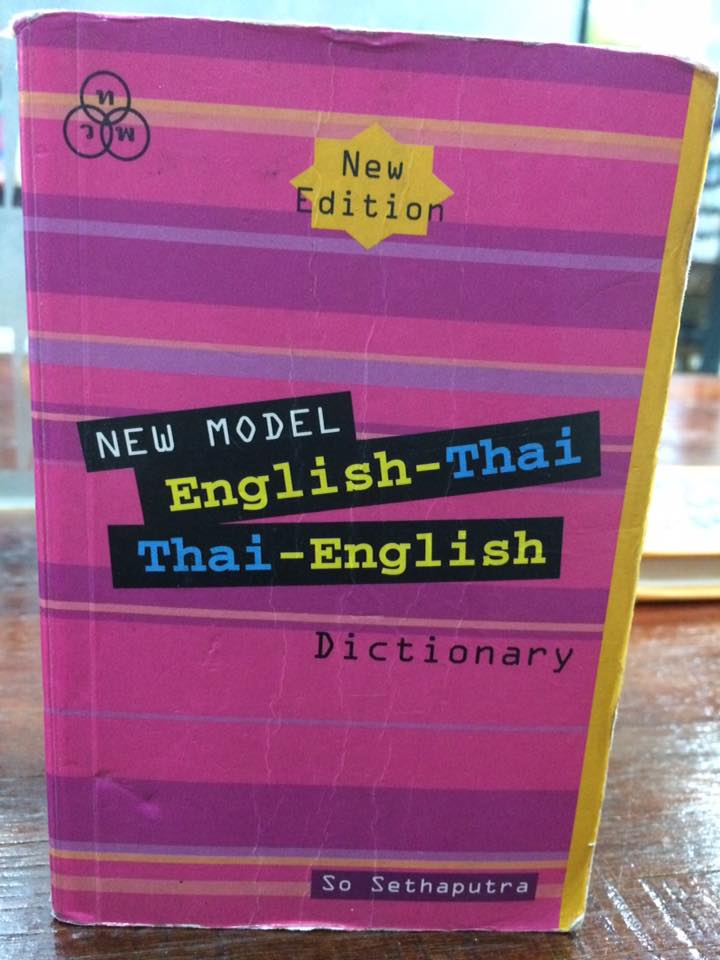 New
Edition
NEW MODEL
English-Thai
Thai-English
Dictionary
So Sethaputra